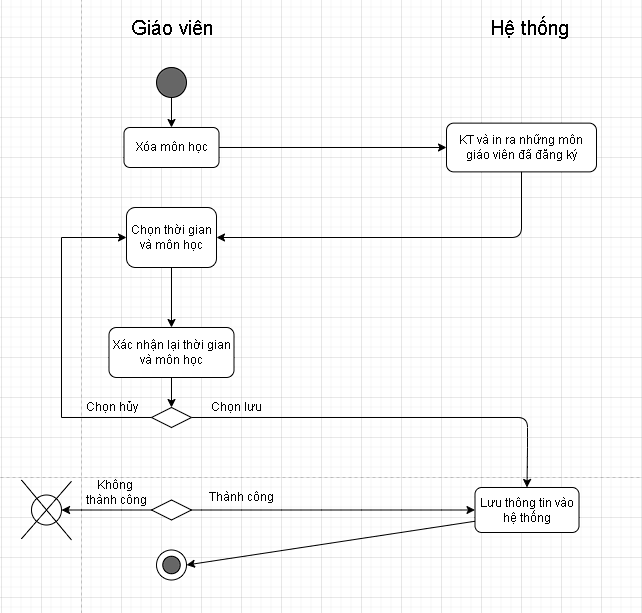 Giáo viên
Hệ thống
Xóa môn học
KT và in ra những môn
giáo viên đã đăng ký
Chọn thời gian
và môn học
Xác nhận lại thời gian
và môn học
Chọn hủy
Chọn lưu
Không
thành công
Thành công
Lưu thông tin vào
hệ thống